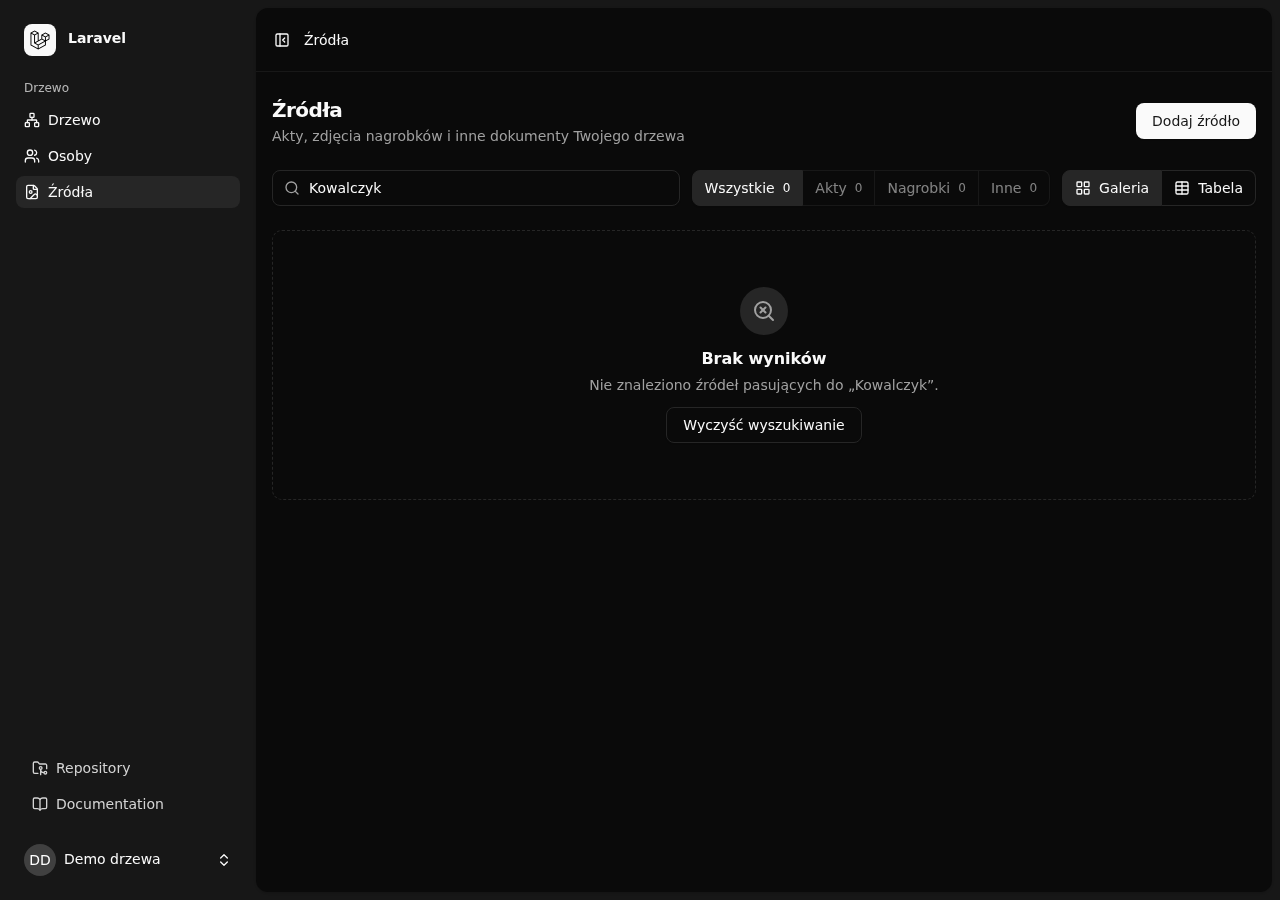 Laravel
Drzewo
Drzewo
Osoby
Źródła
Repository
Documentation
DD Demo drzewa
Źródła
Źródła
Akty, zdjęcia nagrobków i inne dokumenty Twojego drzewa
Dodaj źródło
Kowalczyk
Wszystkie 0 Akty 0 Nagrobki 0 Inne 0
Galeria Tabela
Brak wyników
Nie znaleziono źródeł pasujących do „Kowalczyk”.
Wyczyść wyszukiwanie